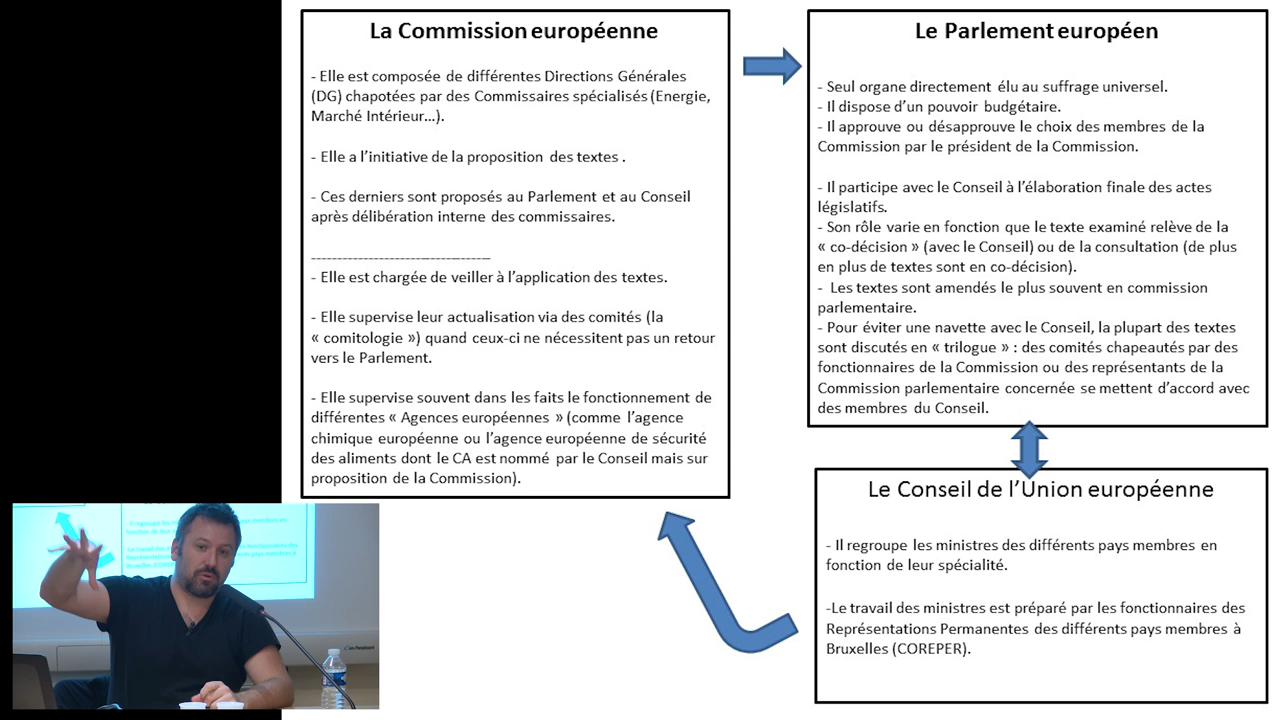 La Commission européenne
- Elle est composée de différentes Directions Générales
(DG) chapotées par des Commissaires spécialisés (Energie,
Marché Intérieur…).
- Elle a l’initiative de la proposition des textes .
- Ces derniers sont proposés au Parlement et au Conseil
après délibération interne des commissaires.
-----------------------------------
- Elle est chargée de veiller à l’application des textes.
- Elle supervise leur actualisation via des comités (la
« comitologie ») quand ceux-ci ne nécessitent pas un retour
vers le Parlement.
- Elle supervise souvent dans les faits le fonctionnement de
différentes « Agences européennes » (comme l’agence
chimique européenne ou l’agence européenne de sécurité
des aliments dont le CA est nommé par le Conseil mais sur
proposition de la Commission).
Le Parlement européen
- Seul organe directement élu au suffrage universel.
- Il dispose d’un pouvoir budgétaire.
- Il approuve ou désapprouve le choix des membres de la
Commission par le président de la Commission.
- Il participe avec le Conseil à l’élaboration finale des actes
législatifs.
- Son rôle varie en fonction que le texte examiné relève de la
« co-décision » (avec le Conseil) ou de la consultation (de plus
en plus de textes sont en co-décision).
- Les textes sont amendés le plus souvent en commission
parlementaire.
- Pour éviter une navette avec le Conseil, la plupart des textes
sont discutés en « trilogue » : des comités chapeautés par des
fonctionnaires de la Commission ou des représentants de la
Commission parlementaire concernée se mettent d’accord avec
des membres du Conseil.
Le Conseil de l’Union européenne
- Il regroupe les ministres des différents pays membres en
fonction de leur spécialité.
-Le travail des ministres est préparé par les fonctionnaires des
Représentations Permanentes des différents pays membres à
Bruxelles (COREPER).